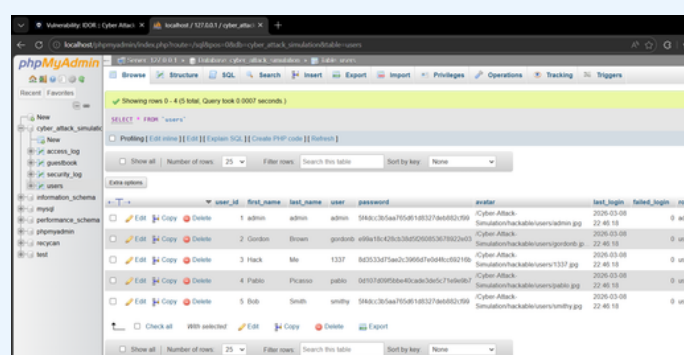 Vulnerability: IDOR | Cyber Attack
localhost / 127.0.0.1 / cyber_attack
localhost/phpmyadmin/index.php?route=/sql&pos=0&db=cyber_attack_simulation&table=users
phpMyAdmin
Server: 127.0.0.1 » Database: cyber_attack_simulation » Table: users
Browse Structure SQL Search Insert Export Import Privileges Operations Tracking Triggers
Recent Favorites
New
cyber_attack_simulatic
New
access_log
guestbook
security_log
users
information_schema
mysql
performance_schema
phpmyadmin
recycan
test
Showing rows 0 - 4 (5 total, Query took 0.0007 seconds.)
SELECT * FROM `users`
Profiling [ Edit inline ] [ Edit ] [ Explain SQL ] [ Create PHP code ] [ Refresh ]
Show all | Number of rows: 25 Filter rows: Search this table Sort by key: None
Extra options
user_id first_name last_name user password avatar last_login failed_login
Edit Copy Delete 1 admin admin admin 5f4dcc3b5aa765d61d8327deb882cf99 /Cyber-Attack-Simulation/hackable/users/admin.jpg 2026-03-08 22:46:18 0
Edit Copy Delete 2 Gordon Brown gordonb e99a18c428cb38d5f260853678922e03 /Cyber-Attack-Simulation/hackable/users/gordonb.jp... 2026-03-08 22:46:18 0
Edit Copy Delete 3 Hack Me 1337 8d3533d75ae2c3966d7e0d4fcc69216b /Cyber-Attack-Simulation/hackable/users/1337.jpg 2026-03-08 22:46:18 0
Edit Copy Delete 4 Pablo Picasso pablo 0d107d09f5bbe40cade3de5c71e9e9b7 /Cyber-Attack-Simulation/hackable/users/pablo.jpg 2026-03-08 22:46:18 0
Edit Copy Delete 5 Bob Smith smithy 5f4dcc3b5aa765d61d8327deb882cf99 /Cyber-Attack-Simulation/hackable/users/smithy.jpg 2026-03-08 22:46:18 0
Check all With selected: Edit Copy Delete Export
Show all | Number of rows: 25 Filter rows: Search this table Sort by key: None